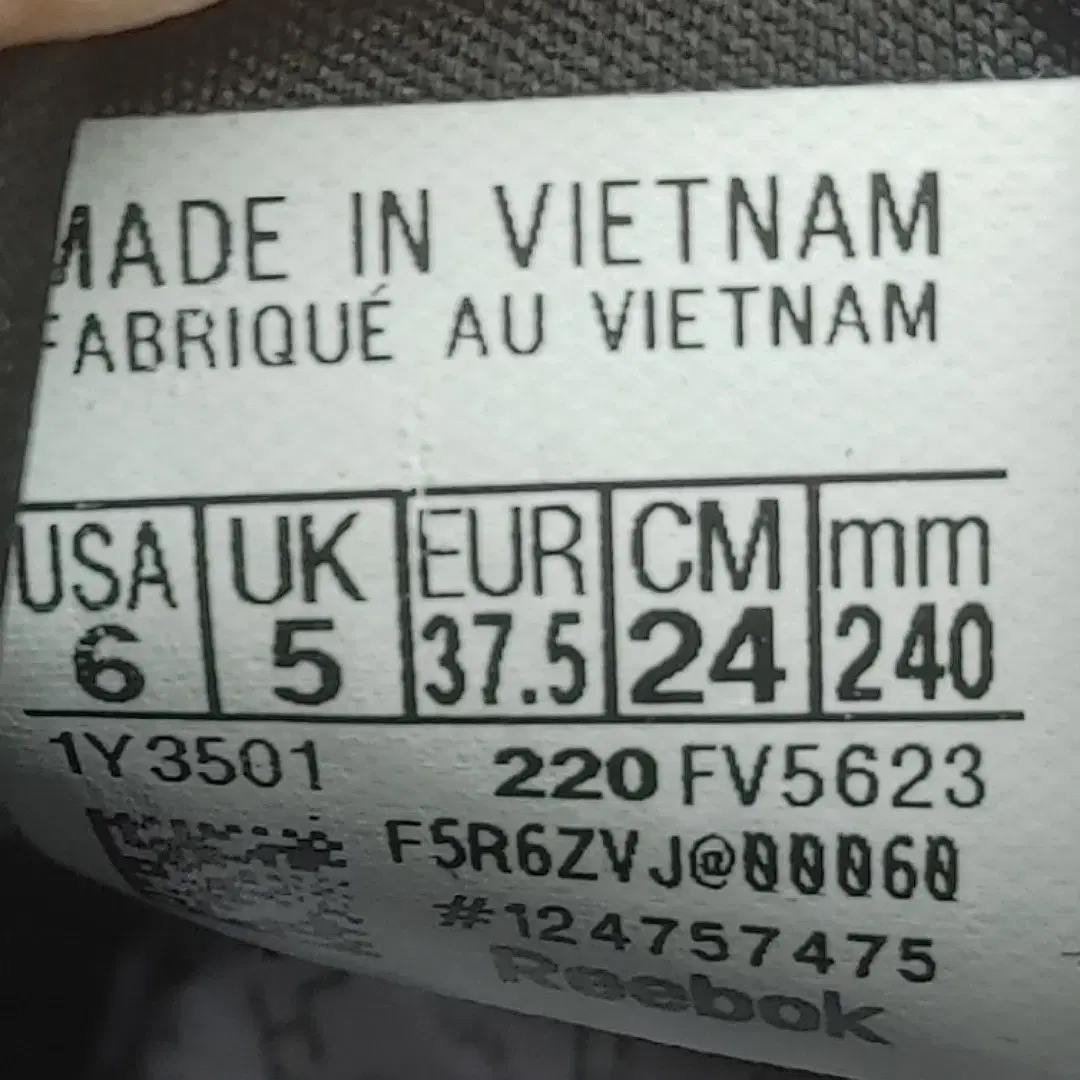 MADE IN VIETNAM
FABRIQUÉ AU VIETNAM
USA UK EUR CM mm
6 5 37.5 24 240
1Y3501 220 FV5623
F5R6ZVJ@00060
#124757475
Reebok